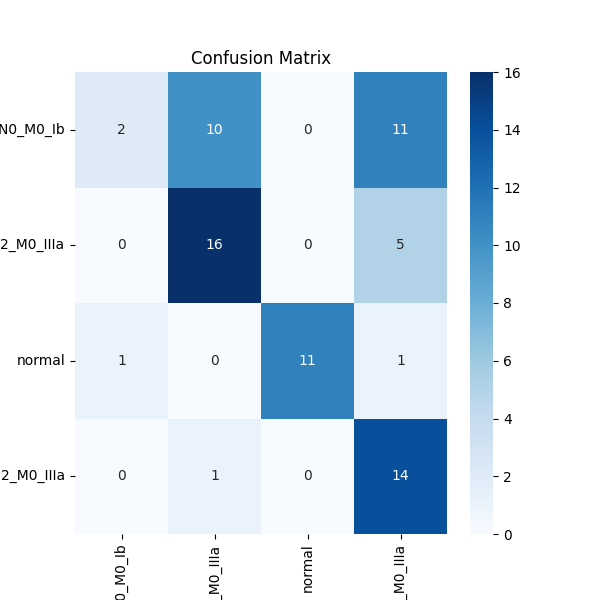 Confusion Matrix
N0_M0_Ib 2 10 0 11
2_M0_IIIa 0 16 0 5
normal 1 0 11 1
2_M0_IIIa 0 1 0 14
0_M0_Ib
_M0_IIIa
normal
_M0_IIIa
16
14
12
10
8
6
4
2
0